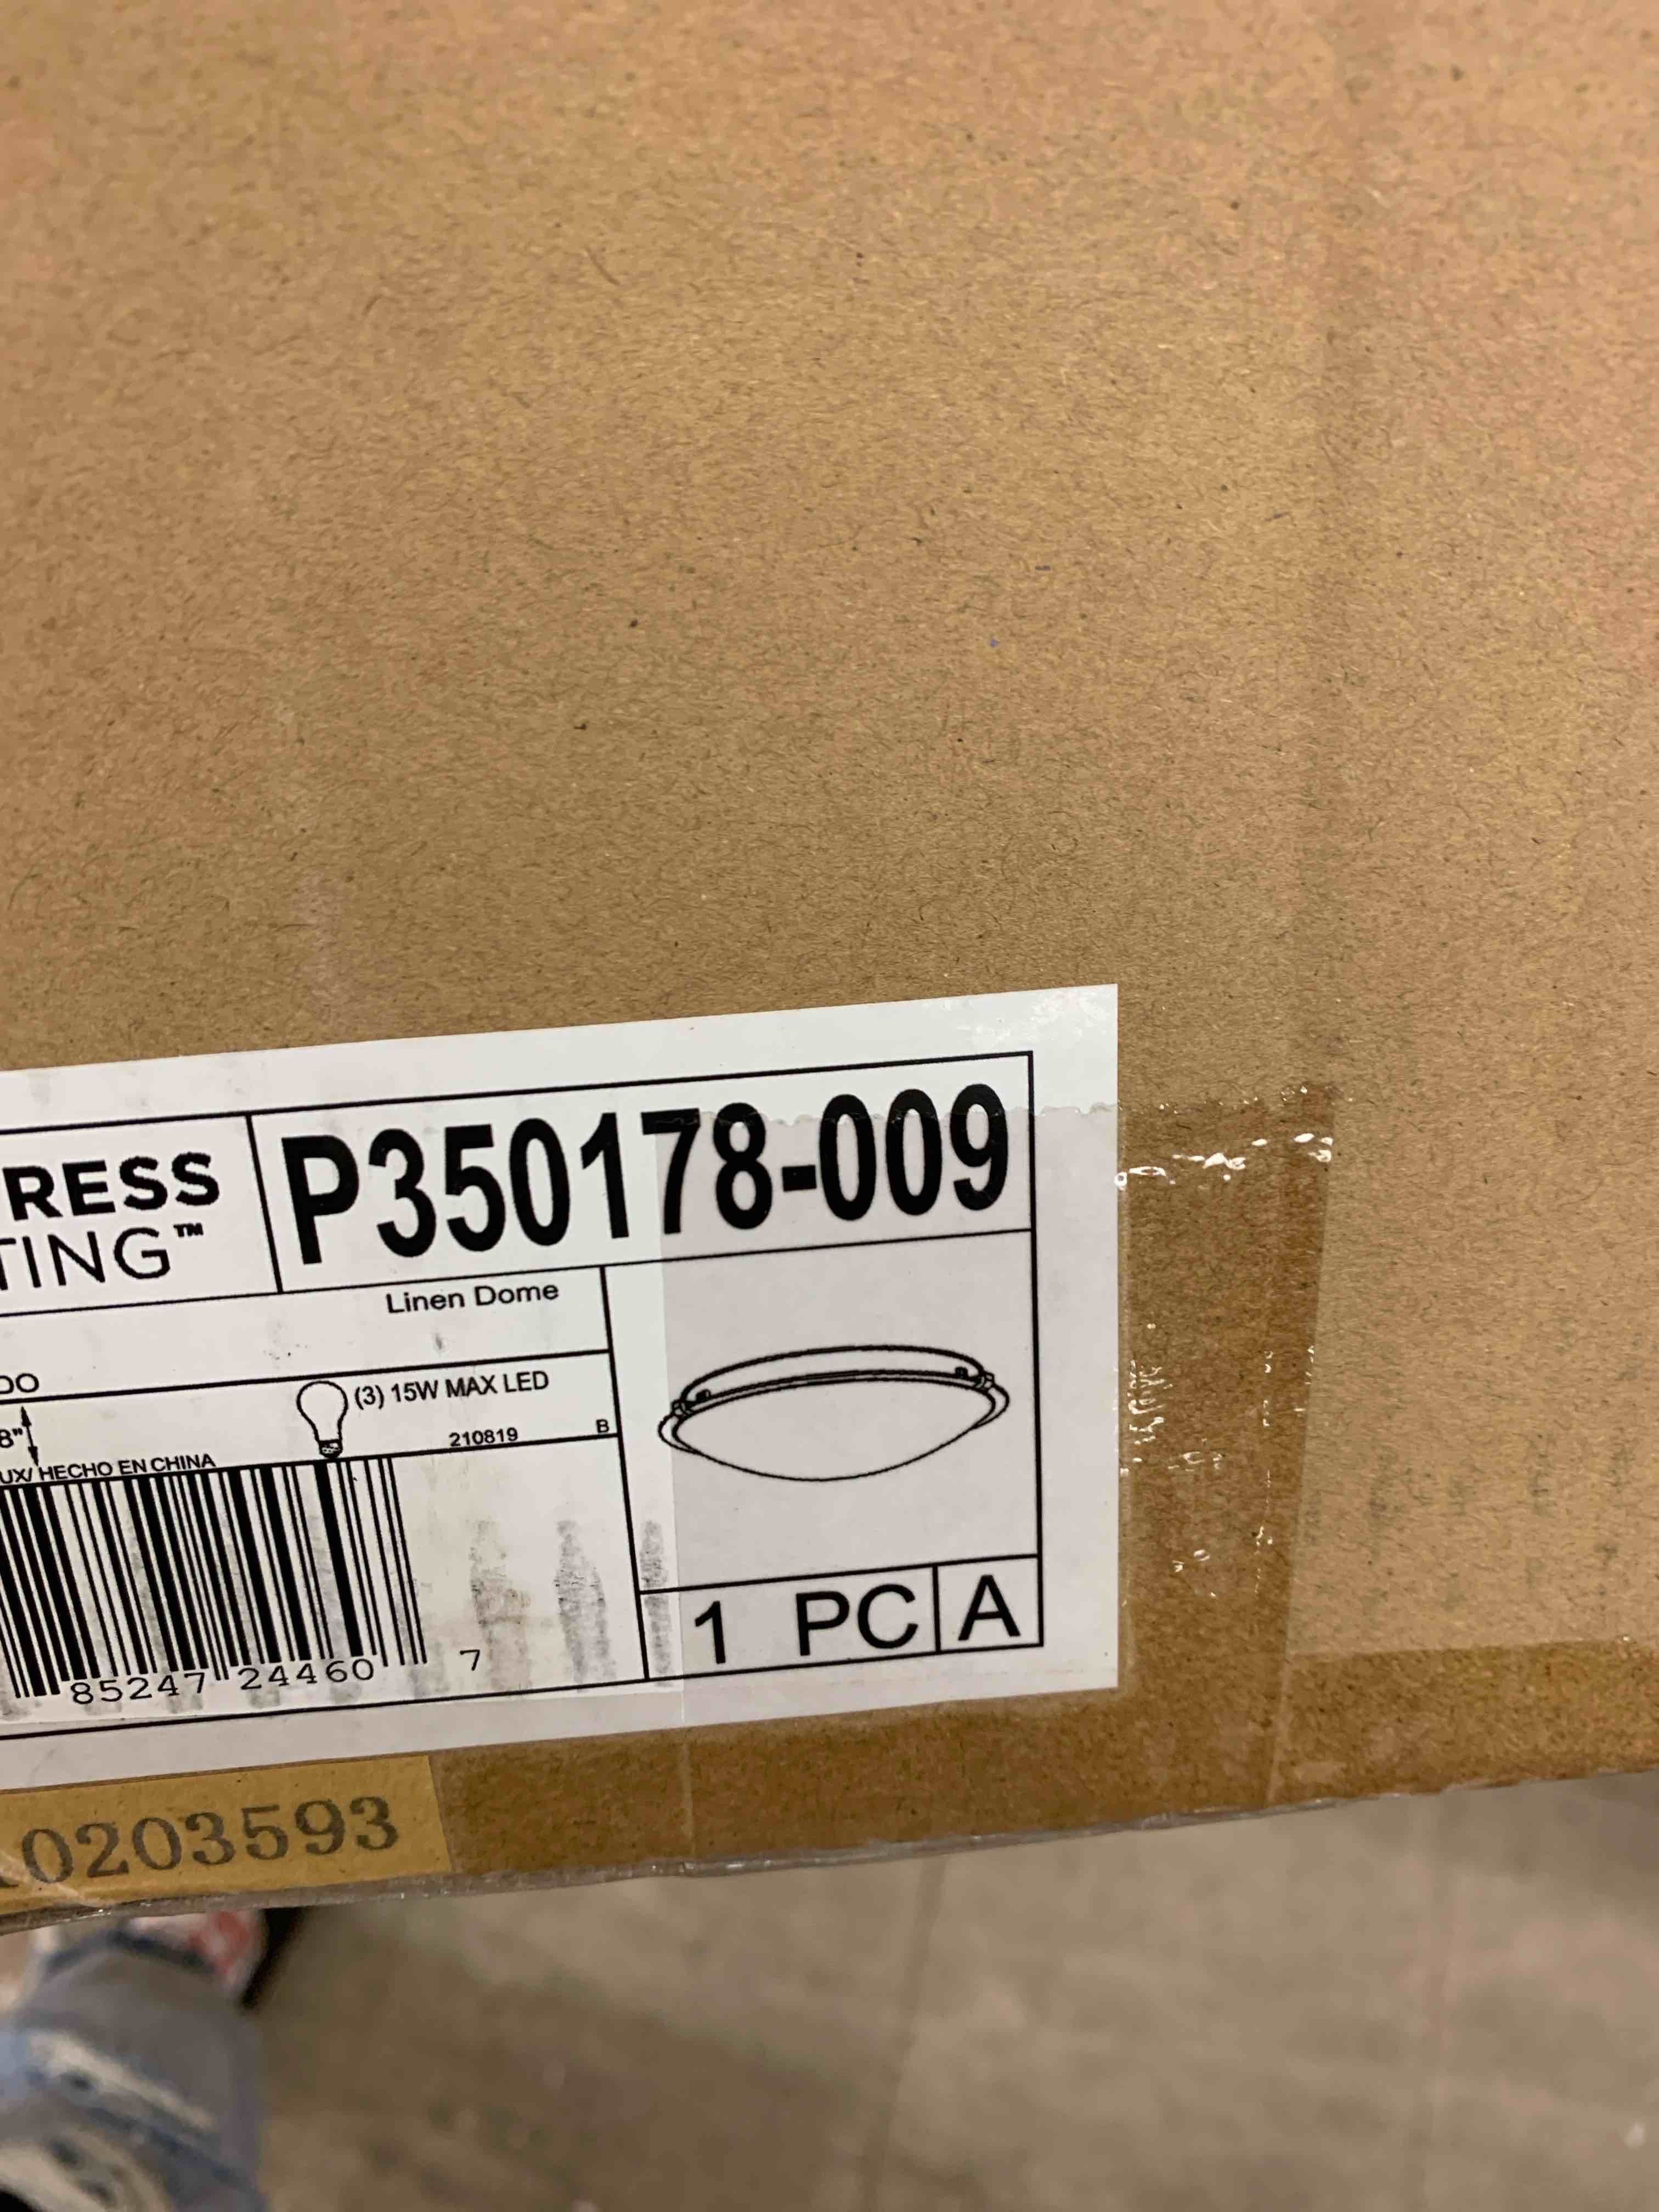 RESS
TING™
P350178-009
Linen Dome
DO
8"
(3) 15W MAX LED
210819 B
UX/ HECHO EN CHINA
85247 24460 7
1 PC A
0203593